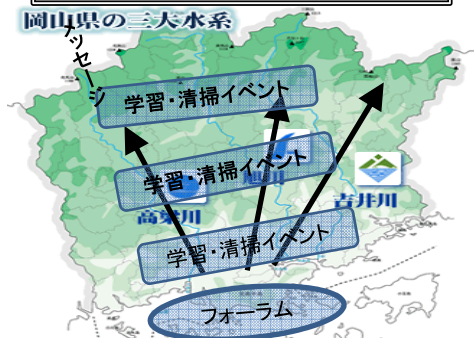 岡山県の三大水系
メッセージ
学習・清掃イベント
学習・清掃イベント
旭川
高梁川
吉井川
学習・清掃イベント
フォーラム